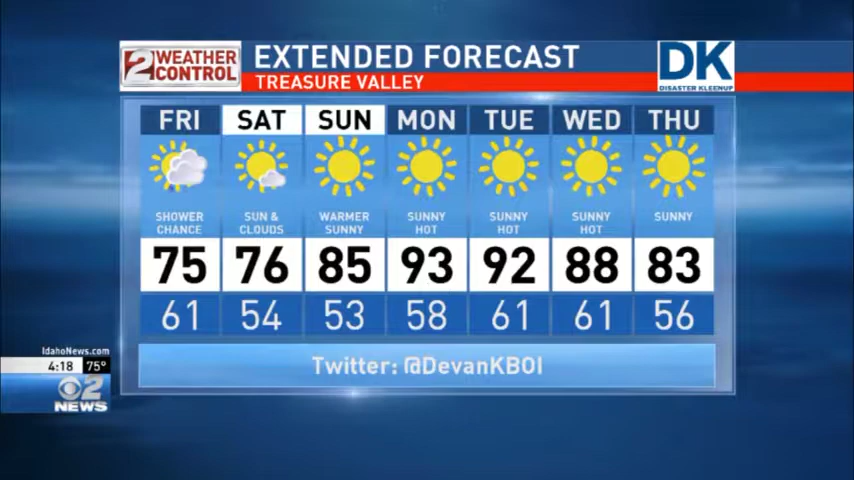 2 WEATHER CONTROL
EXTENDED FORECAST
TREASURE VALLEY
DK
DISASTER KLEENUP
FRI SAT SUN MON TUE WED THU
SHOWER CHANCE SUN & CLOUDS WARMER SUNNY SUNNY HOT SUNNY HOT SUNNY HOT SUNNY
75 76 85 93 92 88 83
61 54 53 58 61 61 56
Twitter: @DevanKBOI
IdahoNews.com
4:18 75°
2
NEWS